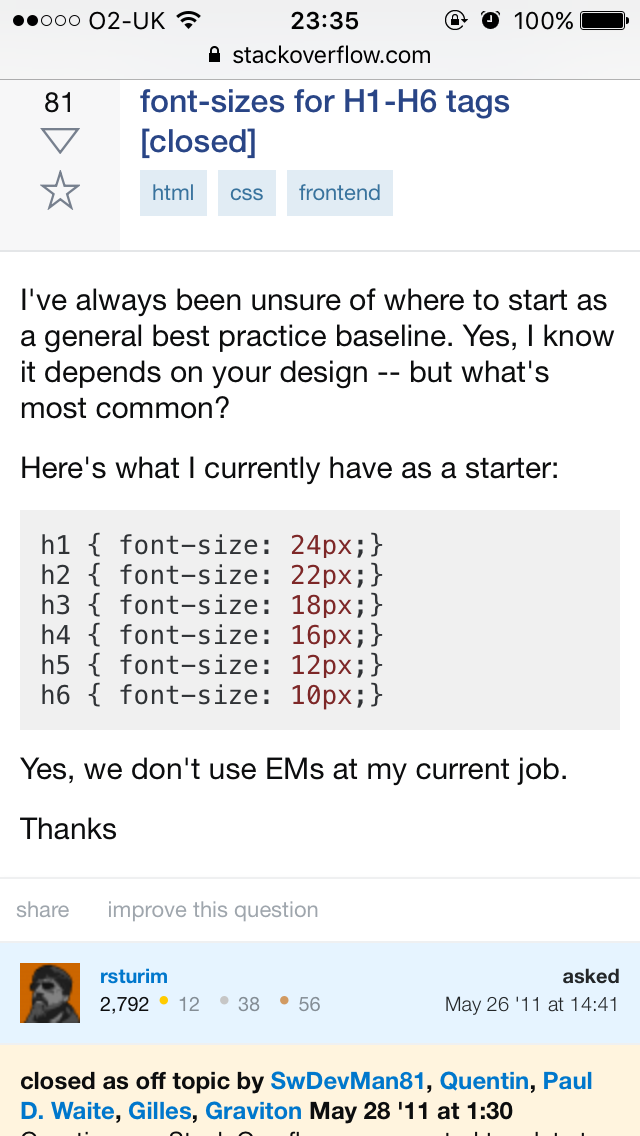 O2-UK 23:35 100%
stackoverflow.com
81
font-sizes for H1-H6 tags
[closed]
html css frontend
I've always been unsure of where to start as
a general best practice baseline. Yes, I know
it depends on your design -- but what's
most common?
Here's what I currently have as a starter:
h1 { font-size: 24px;}
h2 { font-size: 22px;}
h3 { font-size: 18px;}
h4 { font-size: 16px;}
h5 { font-size: 12px;}
h6 { font-size: 10px;}
Yes, we don't use EMs at my current job.
Thanks
share improve this question
rsturim asked
2,792 12 38 56 May 26 '11 at 14:41
closed as off topic by SwDevMan81, Quentin, Paul
D. Waite, Gilles, Graviton May 28 '11 at 1:30